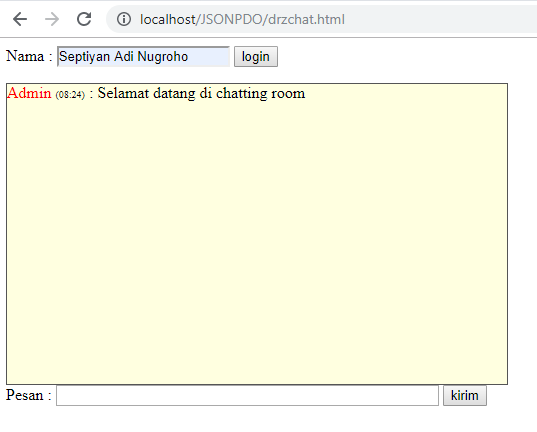 localhost/JSONPDO/drzchat.html
Nama : Septiyan Adi Nugroho login
Admin (08:24) : Selamat datang di chatting room
Pesan : kirim